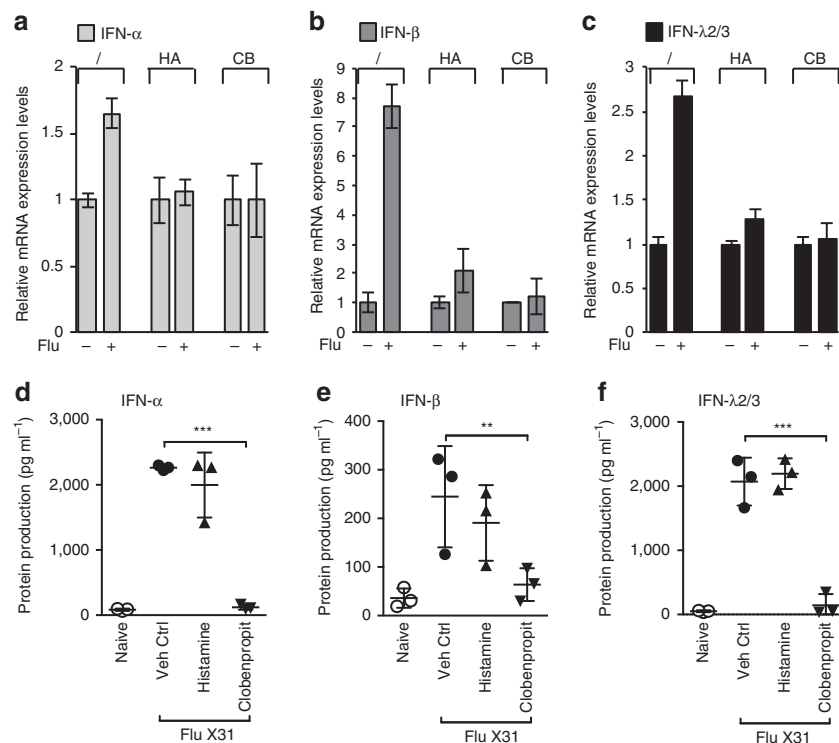 a
IFN-α
/ HA CB
Relative mRNA expression levels
2
1.5
1
0.5
0
Flu − + − + − +
b
IFN-β
/ HA CB
Relative mRNA expression levels
9
8
7
6
5
4
3
2
1
0
− + − + − +
c
IFN-λ2/3
/ HA CB
Relative mRNA expression levels
3
2.5
2
1.5
1
0.5
0
Flu − + − + − +
d
IFN-α
Protein production (pg ml⁻¹)
3,000
2,000
1,000
0
***
Naive
Veh Ctrl
Histamine
Clobenpropit
Flu X31
e
IFN-β
Protein production (pg ml⁻¹)
400
300
200
100
0
**
Naive
Veh Ctrl
Histamine
Clobenpropit
Flu X31
f
IFN-λ2/3
Protein production (pg ml⁻¹)
3,000
2,000
1,000
0
***
Naive
Veh Ctrl
Histamine
Clobenpropit
Flu X31